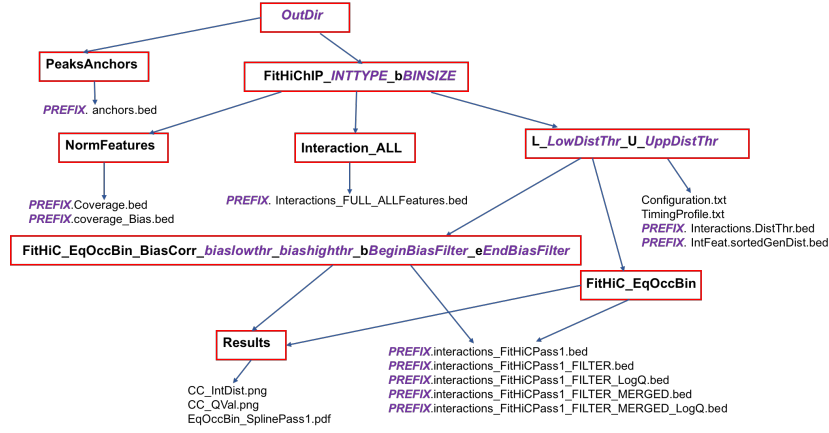 OutDir
PeaksAnchors
FitHiChIP_INTTYPE_bBINSIZE
PREFIX. anchors.bed
NormFeatures
Interaction_ALL
L_LowDistThr_U_UppDistThr
PREFIX.Coverage.bed
PREFIX.coverage_Bias.bed
PREFIX. Interactions_FULL_ALLFeatures.bed
Configuration.txt
TimingProfile.txt
PREFIX. Interactions.DistThr.bed
PREFIX. IntFeat.sortedGenDist.bed
FitHiC_EqOccBin_BiasCorr_biaslowthr_biashighthr_bBeginBiasFilter_eEndBiasFilter
FitHiC_EqOccBin
Results
PREFIX.interactions_FitHiCPass1.bed
PREFIX.interactions_FitHiCPass1_FILTER.bed
PREFIX.interactions_FitHiCPass1_FILTER_LogQ.bed
PREFIX.interactions_FitHiCPass1_FILTER_MERGED.bed
PREFIX.interactions_FitHiCPass1_FILTER_MERGED_LogQ.bed
CC_IntDist.png
CC_QVal.png
EqOccBin_SplinePass1.pdf